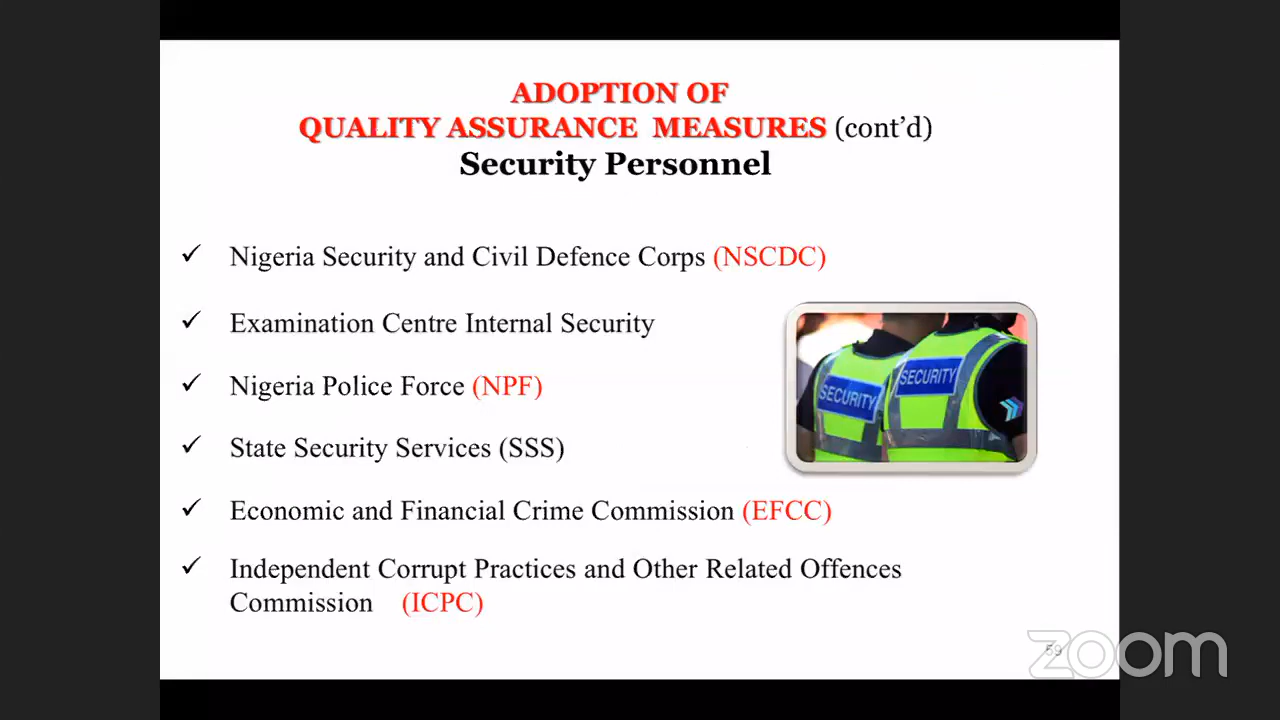 ADOPTION OF
QUALITY ASSURANCE MEASURES (cont’d)
Security Personnel
✓ Nigeria Security and Civil Defence Corps (NSCDC)
✓ Examination Centre Internal Security
SECURITY
SECURITY
✓ Nigeria Police Force (NPF)
✓ State Security Services (SSS)
✓ Economic and Financial Crime Commission (EFCC)
✓ Independent Corrupt Practices and Other Related Offences
Commission (ICPC)
59
zoom